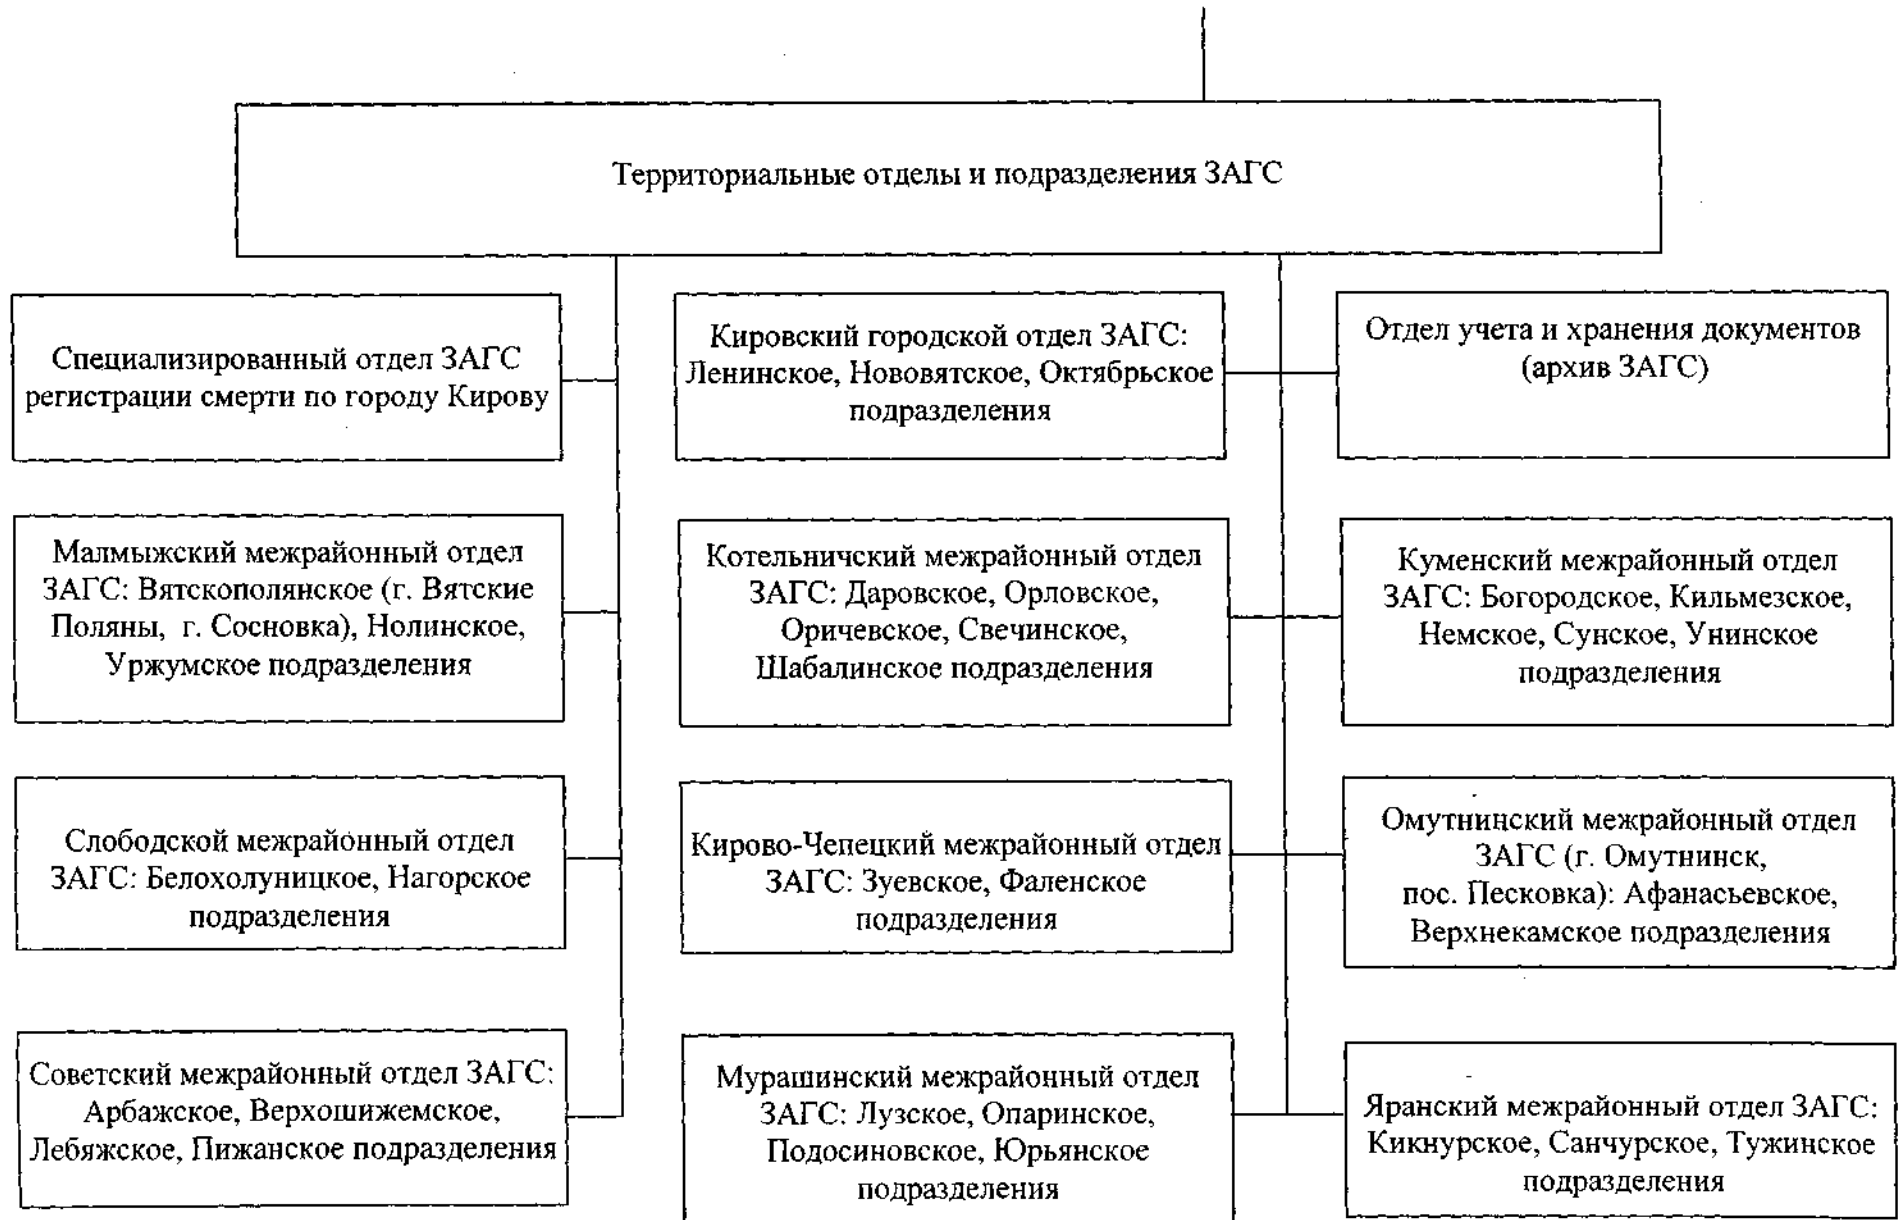 Территориальные отделы и подразделения ЗАГС
Специализированный отдел ЗАГС
регистрации смерти по городу Кирову
Кировский городской отдел ЗАГС:
Ленинское, Нововятское, Октябрьское
подразделения
Отдел учета и хранения документов
(архив ЗАГС)
Малмыжский межрайонный отдел
ЗАГС: Вятскополянское (г. Вятские
Поляны, г. Сосновка), Нолинское,
Уржумское подразделения
Котельничский межрайонный отдел
ЗАГС: Даровское, Орловское,
Оричевское, Свечинское,
Шабалинское подразделения
Куменский межрайонный отдел
ЗАГС: Богородское, Кильмезское,
Немское, Сунское, Унинское
подразделения
Слободской межрайонный отдел
ЗАГС: Белохолуницкое, Нагорское
подразделения
Кирово-Чепецкий межрайонный отдел
ЗАГС: Зуевское, Фаленское
подразделения
Омутнинский межрайонный отдел
ЗАГС (г. Омутнинск,
пос. Песковка): Афанасьевское,
Верхнекамское подразделения
Советский межрайонный отдел ЗАГС:
Арбажское, Верхошижемское,
Лебяжское, Пижанское подразделения
Мурашинский межрайонный отдел
ЗАГС: Лузское, Опаринское,
Подосиновское, Юрьянское
подразделения
Яранский межрайонный отдел ЗАГС:
Кикнурское, Санчурское, Тужинское
подразделения